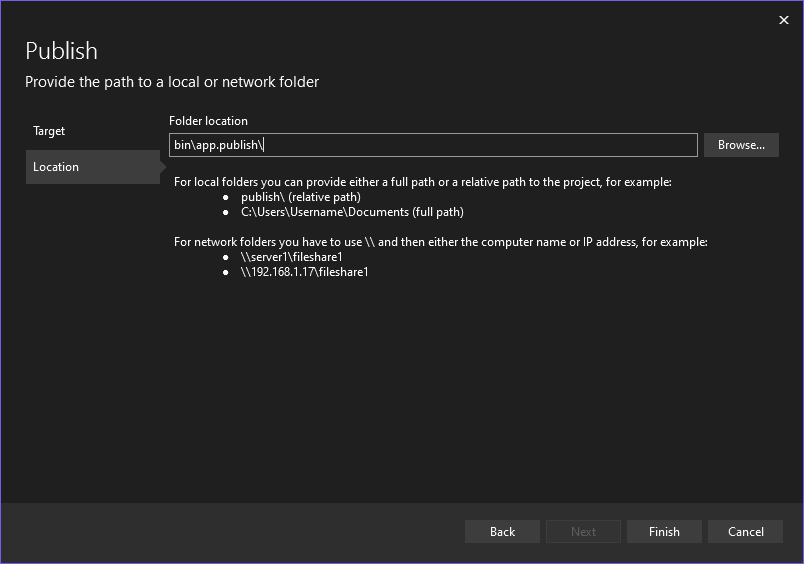 Publish
Provide the path to a local or network folder
Target
Location
Folder location
bin\app.publish\
Browse...
For local folders you can provide either a full path or a relative path to the project, for example:
● publish\ (relative path)
● C:\Users\Username\Documents (full path)
For network folders you have to use \\ and then either the computer name or IP address, for example:
● \\server1\fileshare1
● \\192.168.1.17\fileshare1
Back Next Finish Cancel